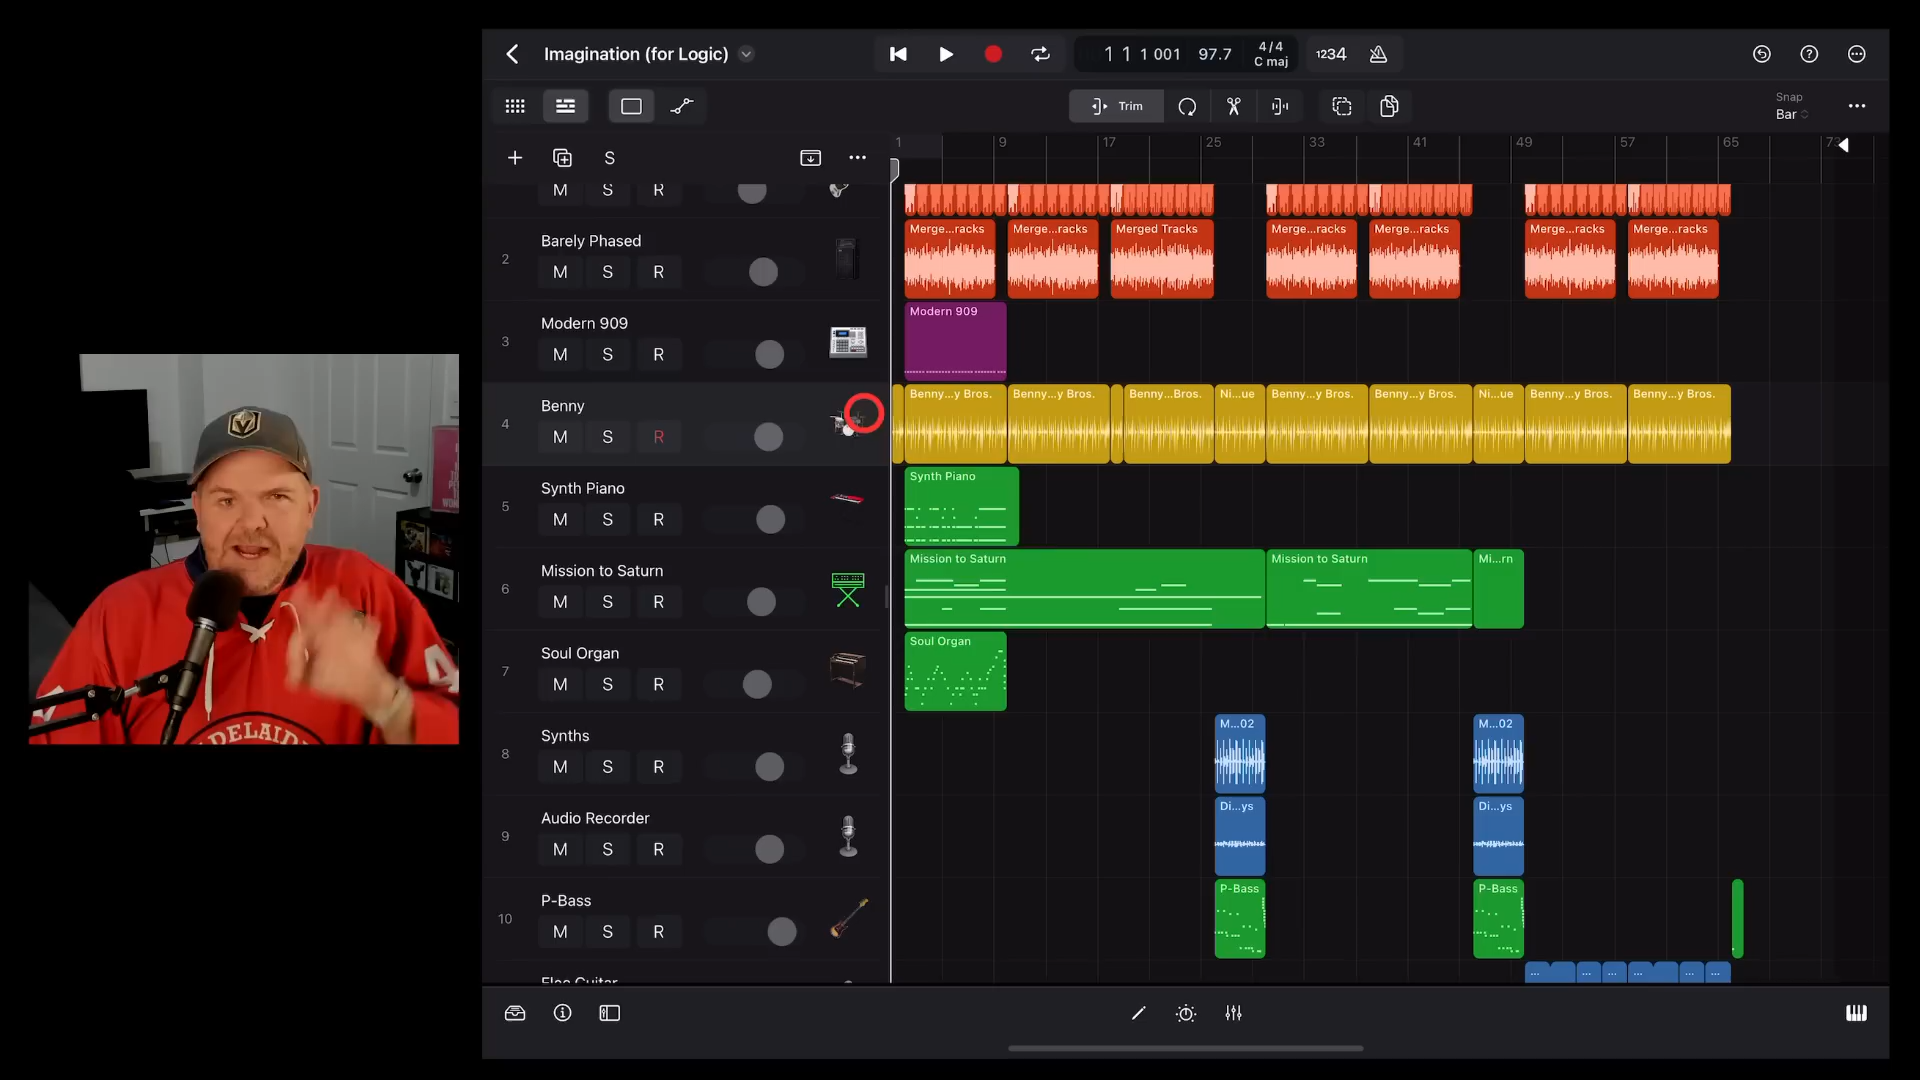 Imagination (for Logic)
1 1 1 001
97.7
4/4
C maj
1234
Trim
Snap
Bar
S
1
9
17
25
33
41
49
57
65
73
M S R
Merge...racks
Merge...racks
Merged Tracks
Merge...racks
Merge...racks
Merge...racks
Merge...racks
2
Barely Phased
M S R
Modern 909
3
Modern 909
M S R
Benny...y Bros.
Benny...y Bros.
Benny...Bros.
Ni...ue
Benny...y Bros.
Benny...y Bros.
Ni...ue
Benny...y Bros.
Benny...y Bros.
4
Benny
M S R
Synth Piano
5
Synth Piano
M S R
Mission to Saturn
Mission to Saturn
Mi...rn
6
Mission to Saturn
M S R
Soul Organ
7
Soul Organ
M S R
M...02
M...02
8
Synths
M S R
Di...ys
Di...ys
9
Audio Recorder
M S R
P-Bass
P-Bass
10
P-Bass
M S R
... ... ... ... ... ...
Elec Guitar
V
ADELAID
4